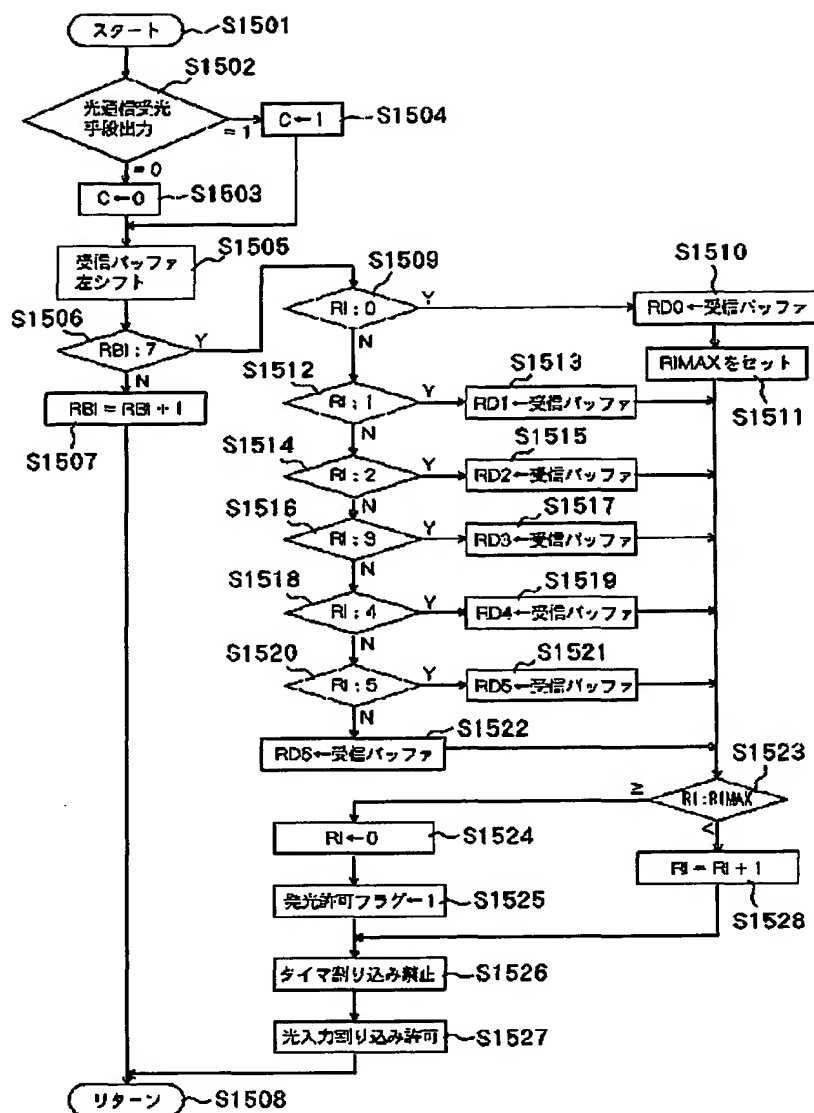 スタート
S1501
S1502
光通信受光
手段出力
= 1
C←1
S1504
= 0
C←0
S1503
受信バッファ
左シフト
S1505
S1506
RBI : 7
Y
N
RBI = RBI + 1
S1507
S1509
RI : 0
Y
N
S1510
RD0←受信バッファ
RIMAXをセット
S1511
S1512
RI : 1
Y
N
S1513
RD1←受信バッファ
S1514
RI : 2
Y
N
S1515
RD2←受信バッファ
S1516
RI : 3
Y
N
S1517
RD3←受信バッファ
S1518
RI : 4
Y
N
S1519
RD4←受信バッファ
S1520
RI : 5
Y
N
S1521
RD5←受信バッファ
RD6←受信バッファ
S1522
S1523
RI : RIMAX
≧
<
RI←0
S1524
RI = RI + 1
S1528
発光許可フラグ←1
S1525
タイマ割り込み禁止
S1526
光入力割り込み許可
S1527
リターン
S1508